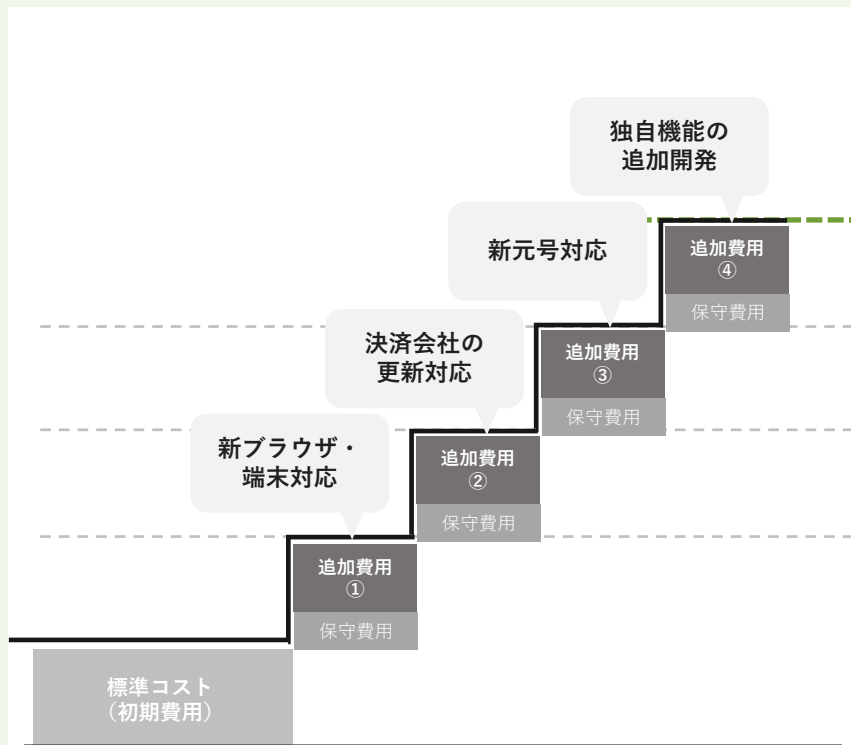 独自機能の
追加開発
追加費用
④
保守費用
新元号対応
追加費用
③
保守費用
決済会社の
更新対応
追加費用
②
保守費用
新ブラウザ・
端末対応
追加費用
①
保守費用
標準コスト
（初期費用）